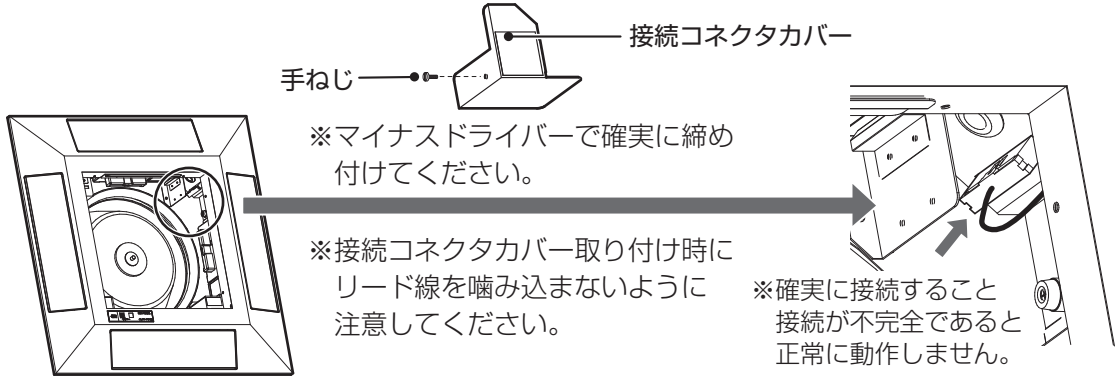 接続コネクタカバー
手ねじ
※マイナスドライバーで確実に締め
付けてください。
※接続コネクタカバー取り付け時に
リード線を噛み込まないように
注意してください。
※確実に接続すること
接続が不完全であると
正常に動作しません。